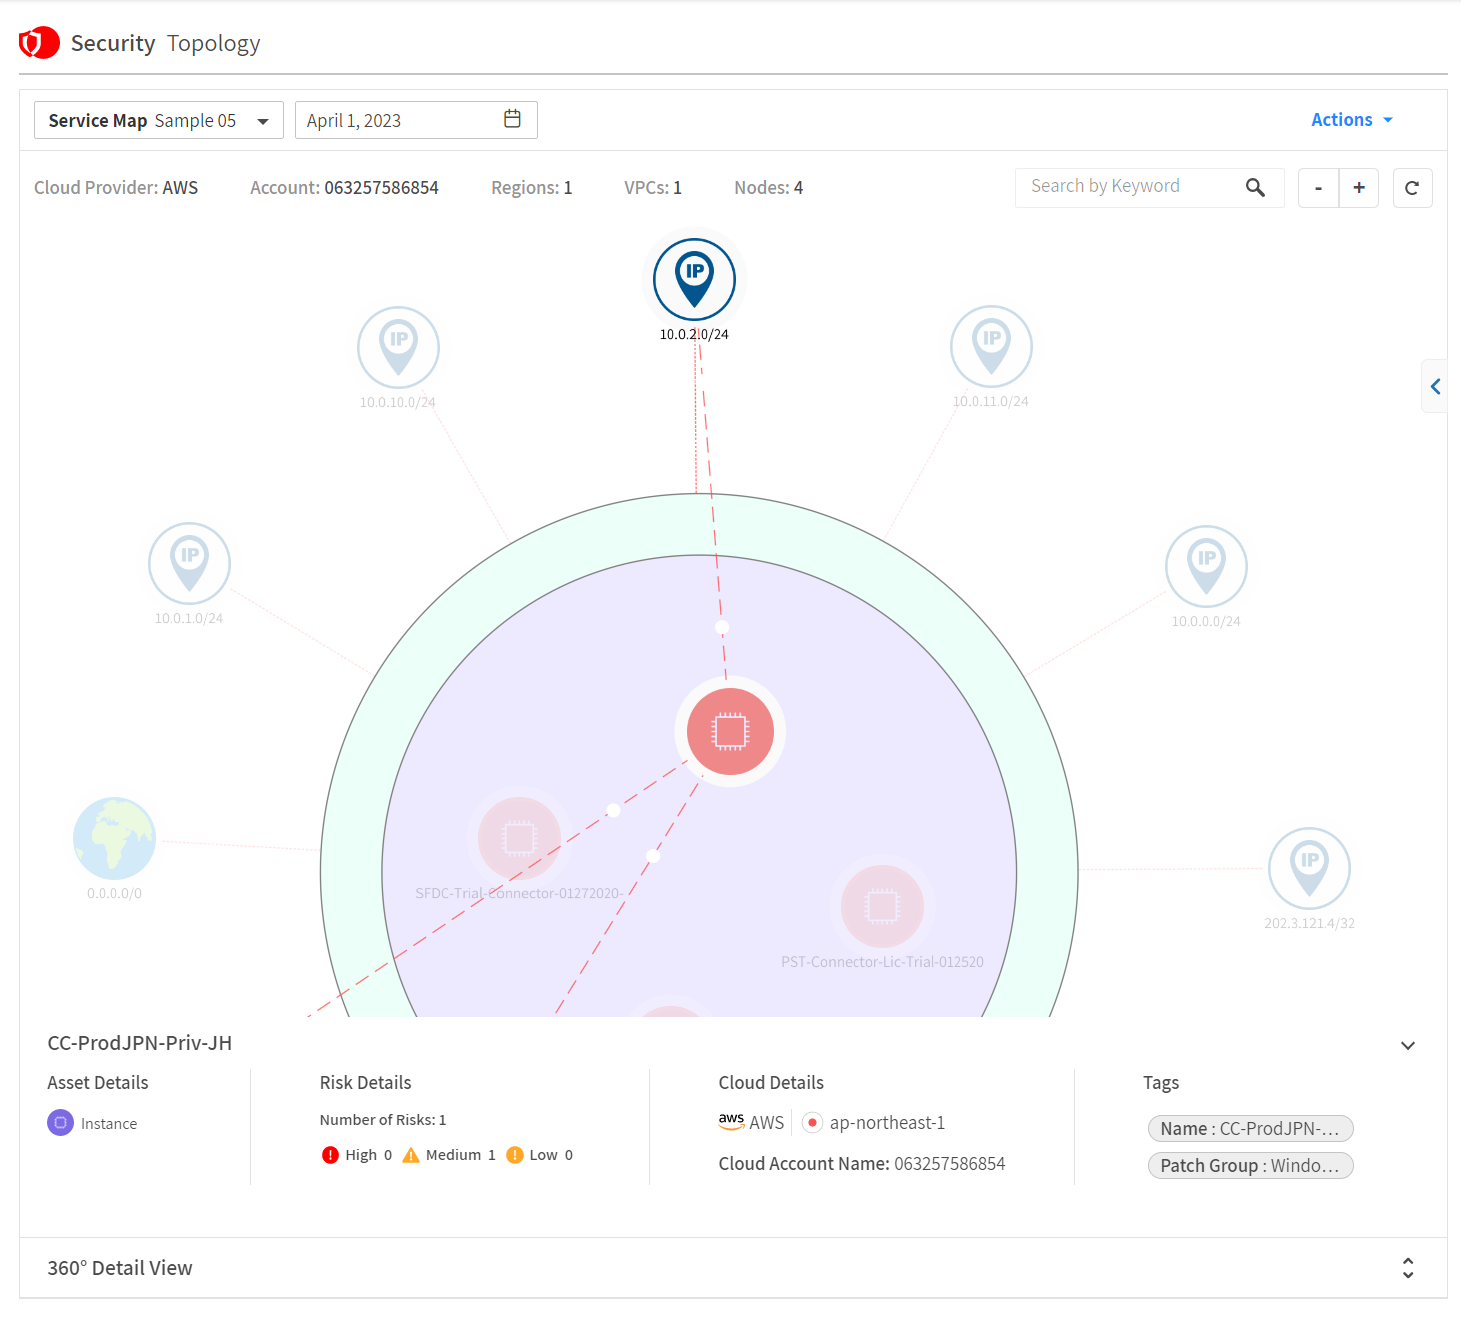 Security Topology
Service Map Sample 05
April 1, 2023
Actions
Cloud Provider: AWS
Account: 063257586854
Regions: 1
VPCs: 1
Nodes: 4
Search by Keyword
-
+
IP
10.0.2.0/24
IP
10.0.10.0/24
IP
10.0.11.0/24
IP
10.0.1.0/24
IP
10.0.0.0/24
0.0.0.0/0
SFDC-Trial-Connector-01272020-
IP
202.3.121.4/32
PST-Connector-Lic-Trial-012520
CC-ProdJPN-Priv-JH
Asset Details
Instance
Risk Details
Number of Risks: 1
! High 0 ! Medium 1 ! Low 0
Cloud Details
aws AWS ap-northeast-1
Cloud Account Name: 063257586854
Tags
Name : CC-ProdJPN-...
Patch Group : Windo...
360° Detail View